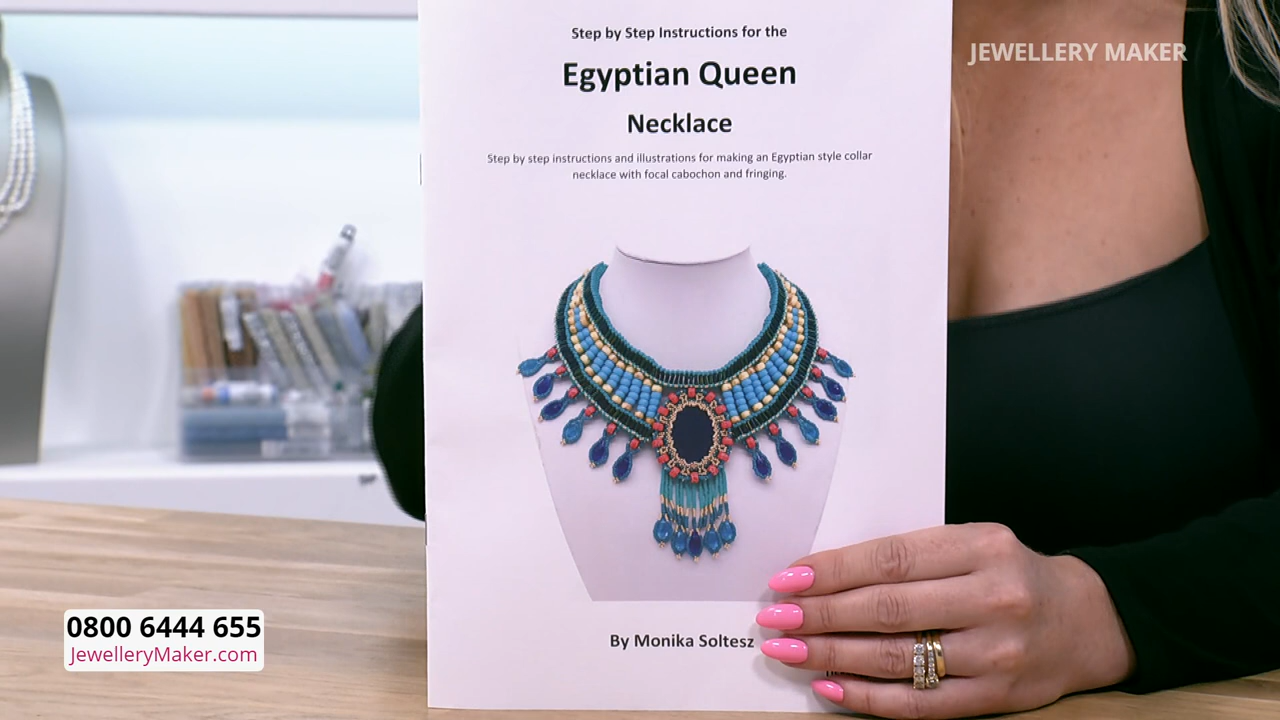 Step by Step Instructions for the
Egyptian Queen
Necklace
Step by step instructions and illustrations for making an Egyptian style collar
necklace with focal cabochon and fringing.
By Monika Soltesz
JEWELLERY MAKER
0800 6444 655
JewelleryMaker.com